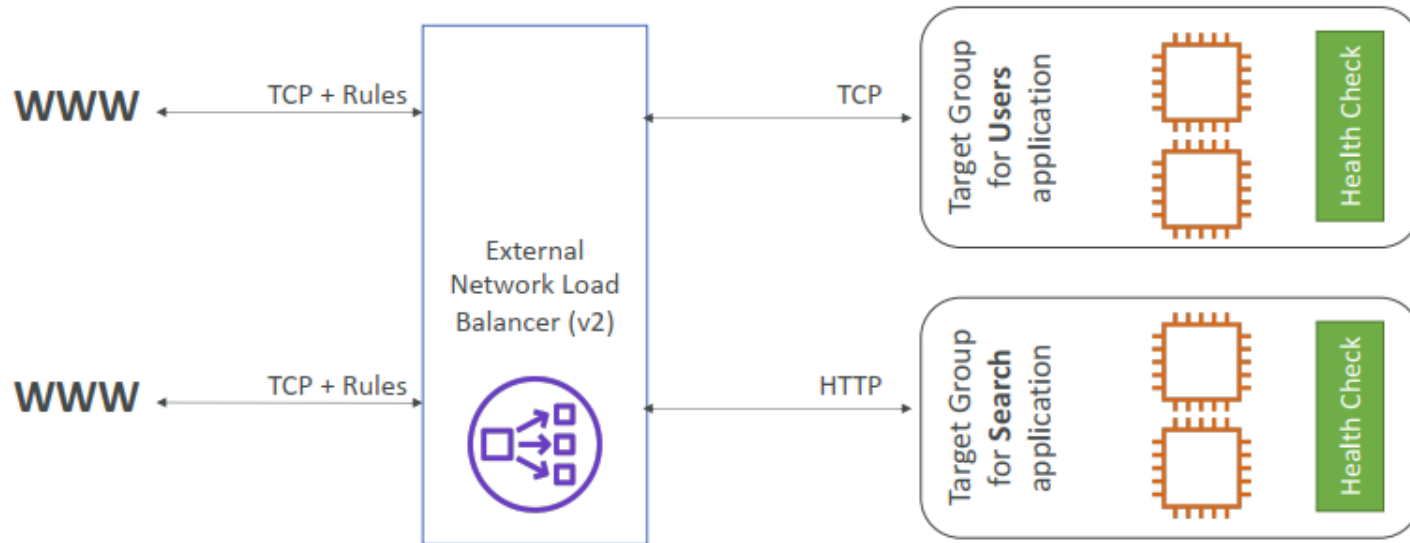 WWW
TCP + Rules
External
Network Load
Balancer (v2)
TCP
Target Group
for Users
application
Health Check
WWW
TCP + Rules
HTTP
Target Group
for Search
application
Health Check